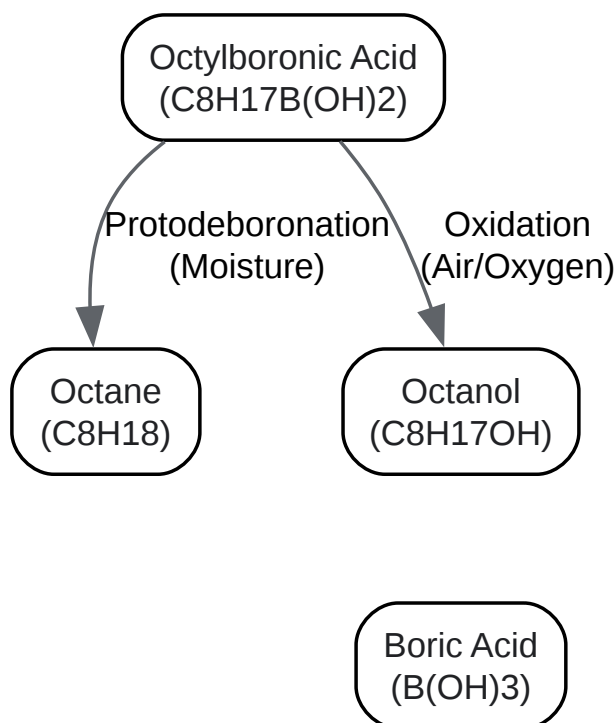 Octylboronic Acid
(C8H17B(OH)2)
Protodeboronation
(Moisture)
Oxidation
(Air/Oxygen)
Octane
(C8H18)
Octanol
(C8H17OH)
Boric Acid
(B(OH)3)